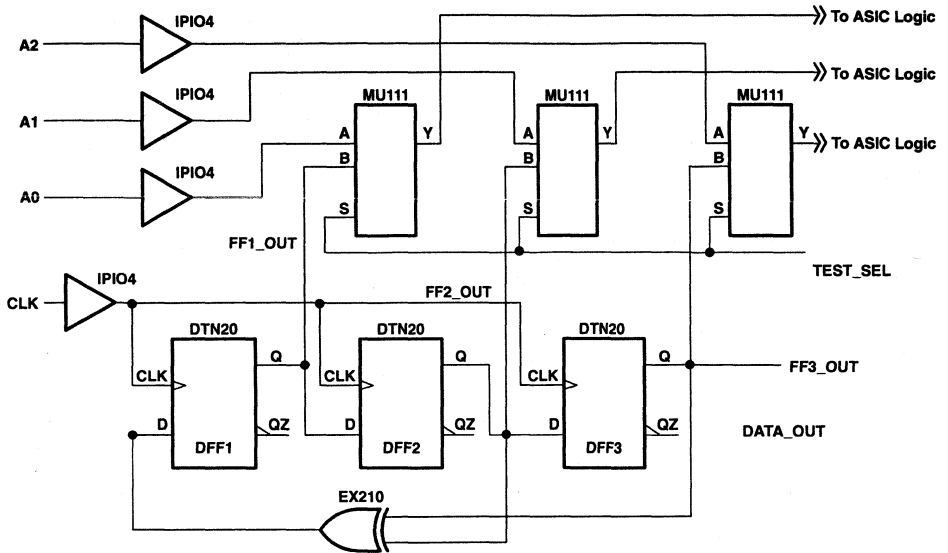 To ASIC Logic
IPIO4
A2
To ASIC Logic
IPIO4
MU111
MU111
MU111
A1
A
Y
A
Y
A
Y
To ASIC Logic
B
B
B
IPIO4
A0
S
S
S
FF1_OUT
TEST_SEL
IPIO4
CLK
FF2_OUT
DTN20
DTN20
DTN20
Q
Q
Q
FF3_OUT
CLK
CLK
CLK
D
QZ
D
QZ
D
QZ
DATA_OUT
DFF1
DFF2
DFF3
EX210